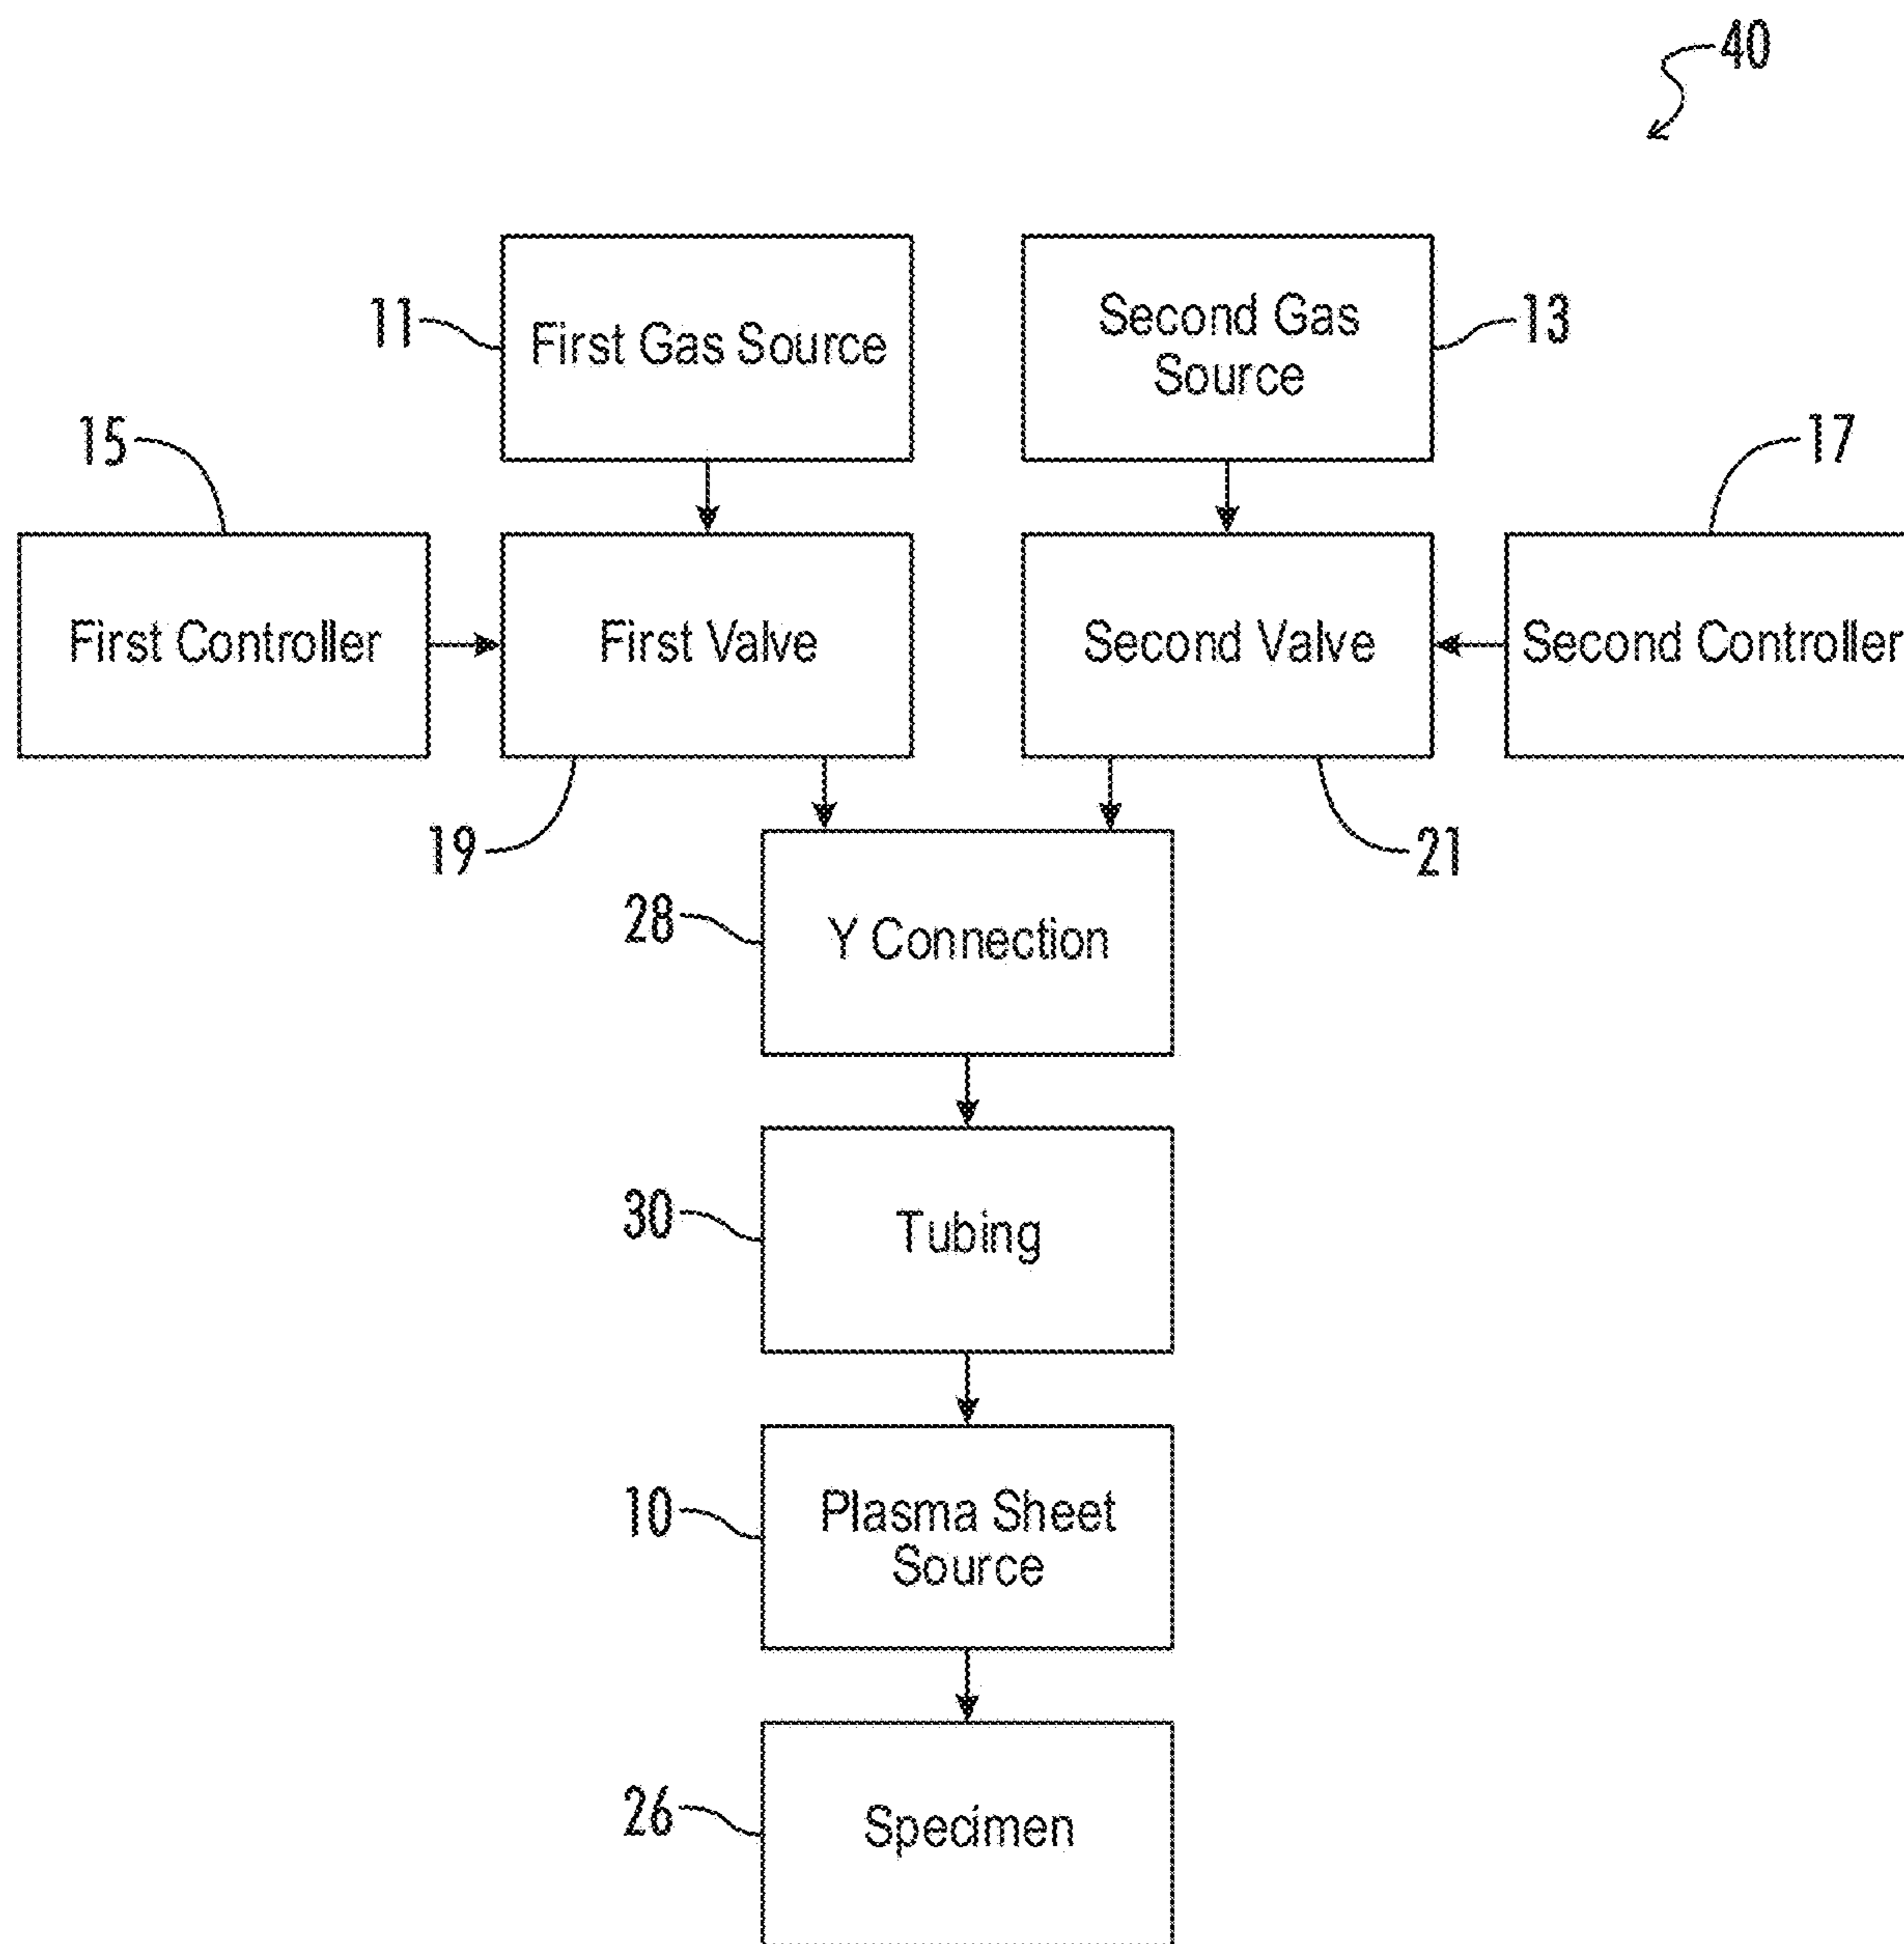 40
11
First Gas Source
Second Gas
Source
13
15
17
First Controller
First Valve
Second Valve
Second Controller
19
21
28
Y Connection
30
Tubing
10
Plasma Sheet
Source
26
Specimen